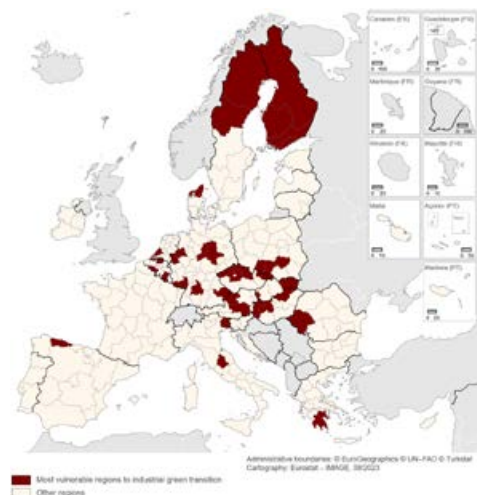 Canarias (ES)
Guadeloupe (FR)
Martinique (FR)
Guyane (FR)
Réunion (FR)
Mayotte (FR)
Malta
Açores (PT)
Madeira (PT)
Administrative boundaries: © EuroGeographics © UN–FAO © Turkstat
Cartography: Eurostat – IMAGE, 08/2023
Most vulnerable regions to industrial green transition
Other regions